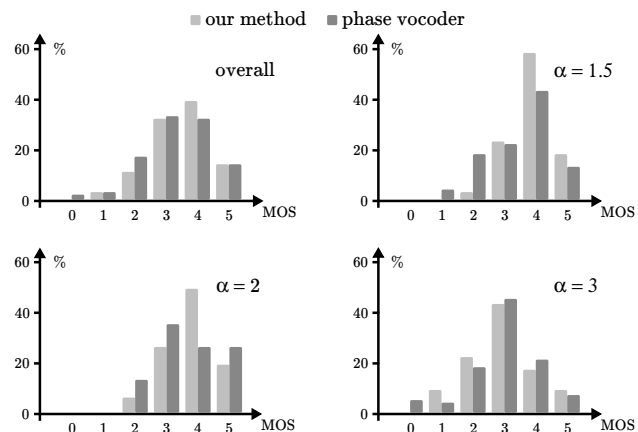 our method phase vocoder
60 % overall
40
20
0
0 1 2 3 4 5 MOS
60 % α = 1.5
40
20
0
0 1 2 3 4 5 MOS
60 % α = 2
40
20
0
0 1 2 3 4 5 MOS
60 % α = 3
40
20
0
0 1 2 3 4 5 MOS